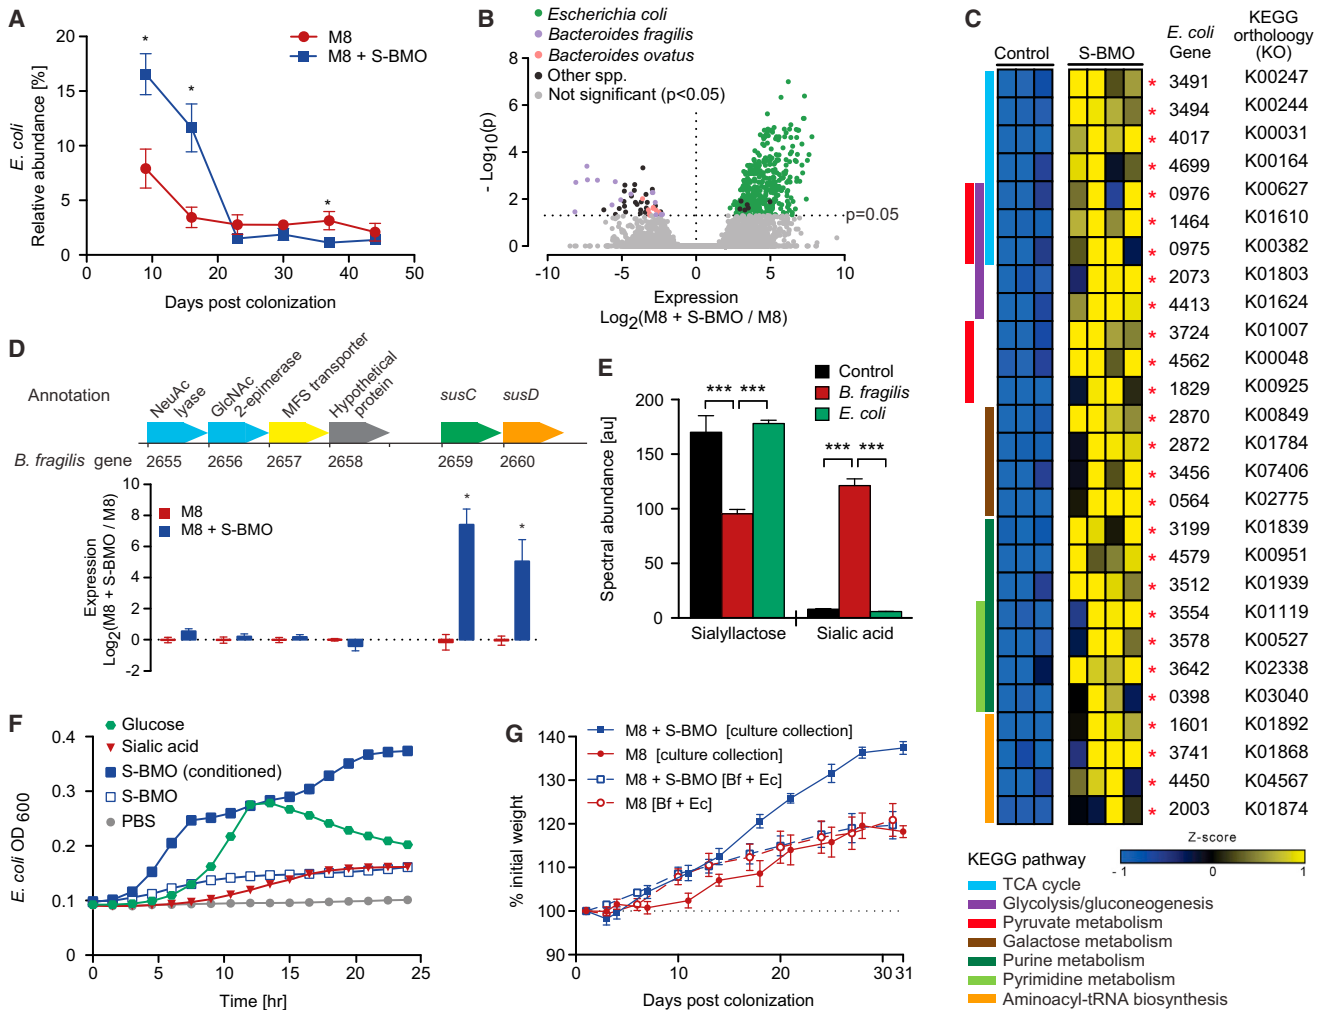 A
E. coli
Relative abundance [%]
20
15
10
5
0
0 10 20 30 40 50
Days post colonization
M8
M8 + S-BMO
* * *
B
Escherichia coli
Bacteroides fragilis
Bacteroides ovatus
Other spp.
Not significant (p<0.05)
- Log10(p)
8
6
4
2
0
p=0.05
-10 -5 0 5 10
Expression
Log2(M8 + S-BMO / M8)
C
Control S-BMO
E. coli
Gene
KEGG
orthology
(KO)
* 3491 K00247
* 3494 K00244
* 4017 K00031
* 4699 K00164
* 0976 K00627
* 1464 K01610
* 0975 K00382
* 2073 K01803
* 4413 K01624
* 3724 K01007
* 4562 K00048
* 1829 K00925
* 2870 K00849
* 2872 K01784
* 3456 K07406
* 0564 K02775
* 3199 K01839
* 4579 K00951
* 3512 K01939
* 3554 K01119
* 3578 K00527
* 3642 K02338
* 0398 K03040
* 1601 K01892
* 3741 K01868
* 4450 K04567
* 2003 K01874
Z-score
- 1 0 1
KEGG pathway
TCA cycle
Glycolysis/gluconeogenesis
Pyruvate metabolism
Galactose metabolism
Purine metabolism
Pyrimidine metabolism
Aminoacyl-tRNA biosynthesis
D
Annotation
NeuAc
lyase
GlcNAc
2-epimerase
MFS transporter
Hypothetical
protein
susC
susD
B. fragilis gene
2655 2656 2657 2658 2659 2660
Expression
Log2(M8 + S-BMO / M8)
10
8
6
4
2
0
-2
M8
M8 + S-BMO
* *
E
Control
B. fragilis
E. coli
Spectral abundance [au]
200
150
100
50
0
*** ***
*** ***
Sialyllactose Sialic acid
F
Glucose
Sialic acid
S-BMO (conditioned)
S-BMO
PBS
E. coli OD 600
0.4
0.3
0.2
0.1
0
0 5 10 15 20 25
Time [hr]
G
M8 + S-BMO [culture collection]
M8 [culture collection]
M8 + S-BMO [Bf + Ec]
M8 [Bf + Ec]
% initial weight
140
130
120
110
100
90
0 10 20 30 31
Days post colonization